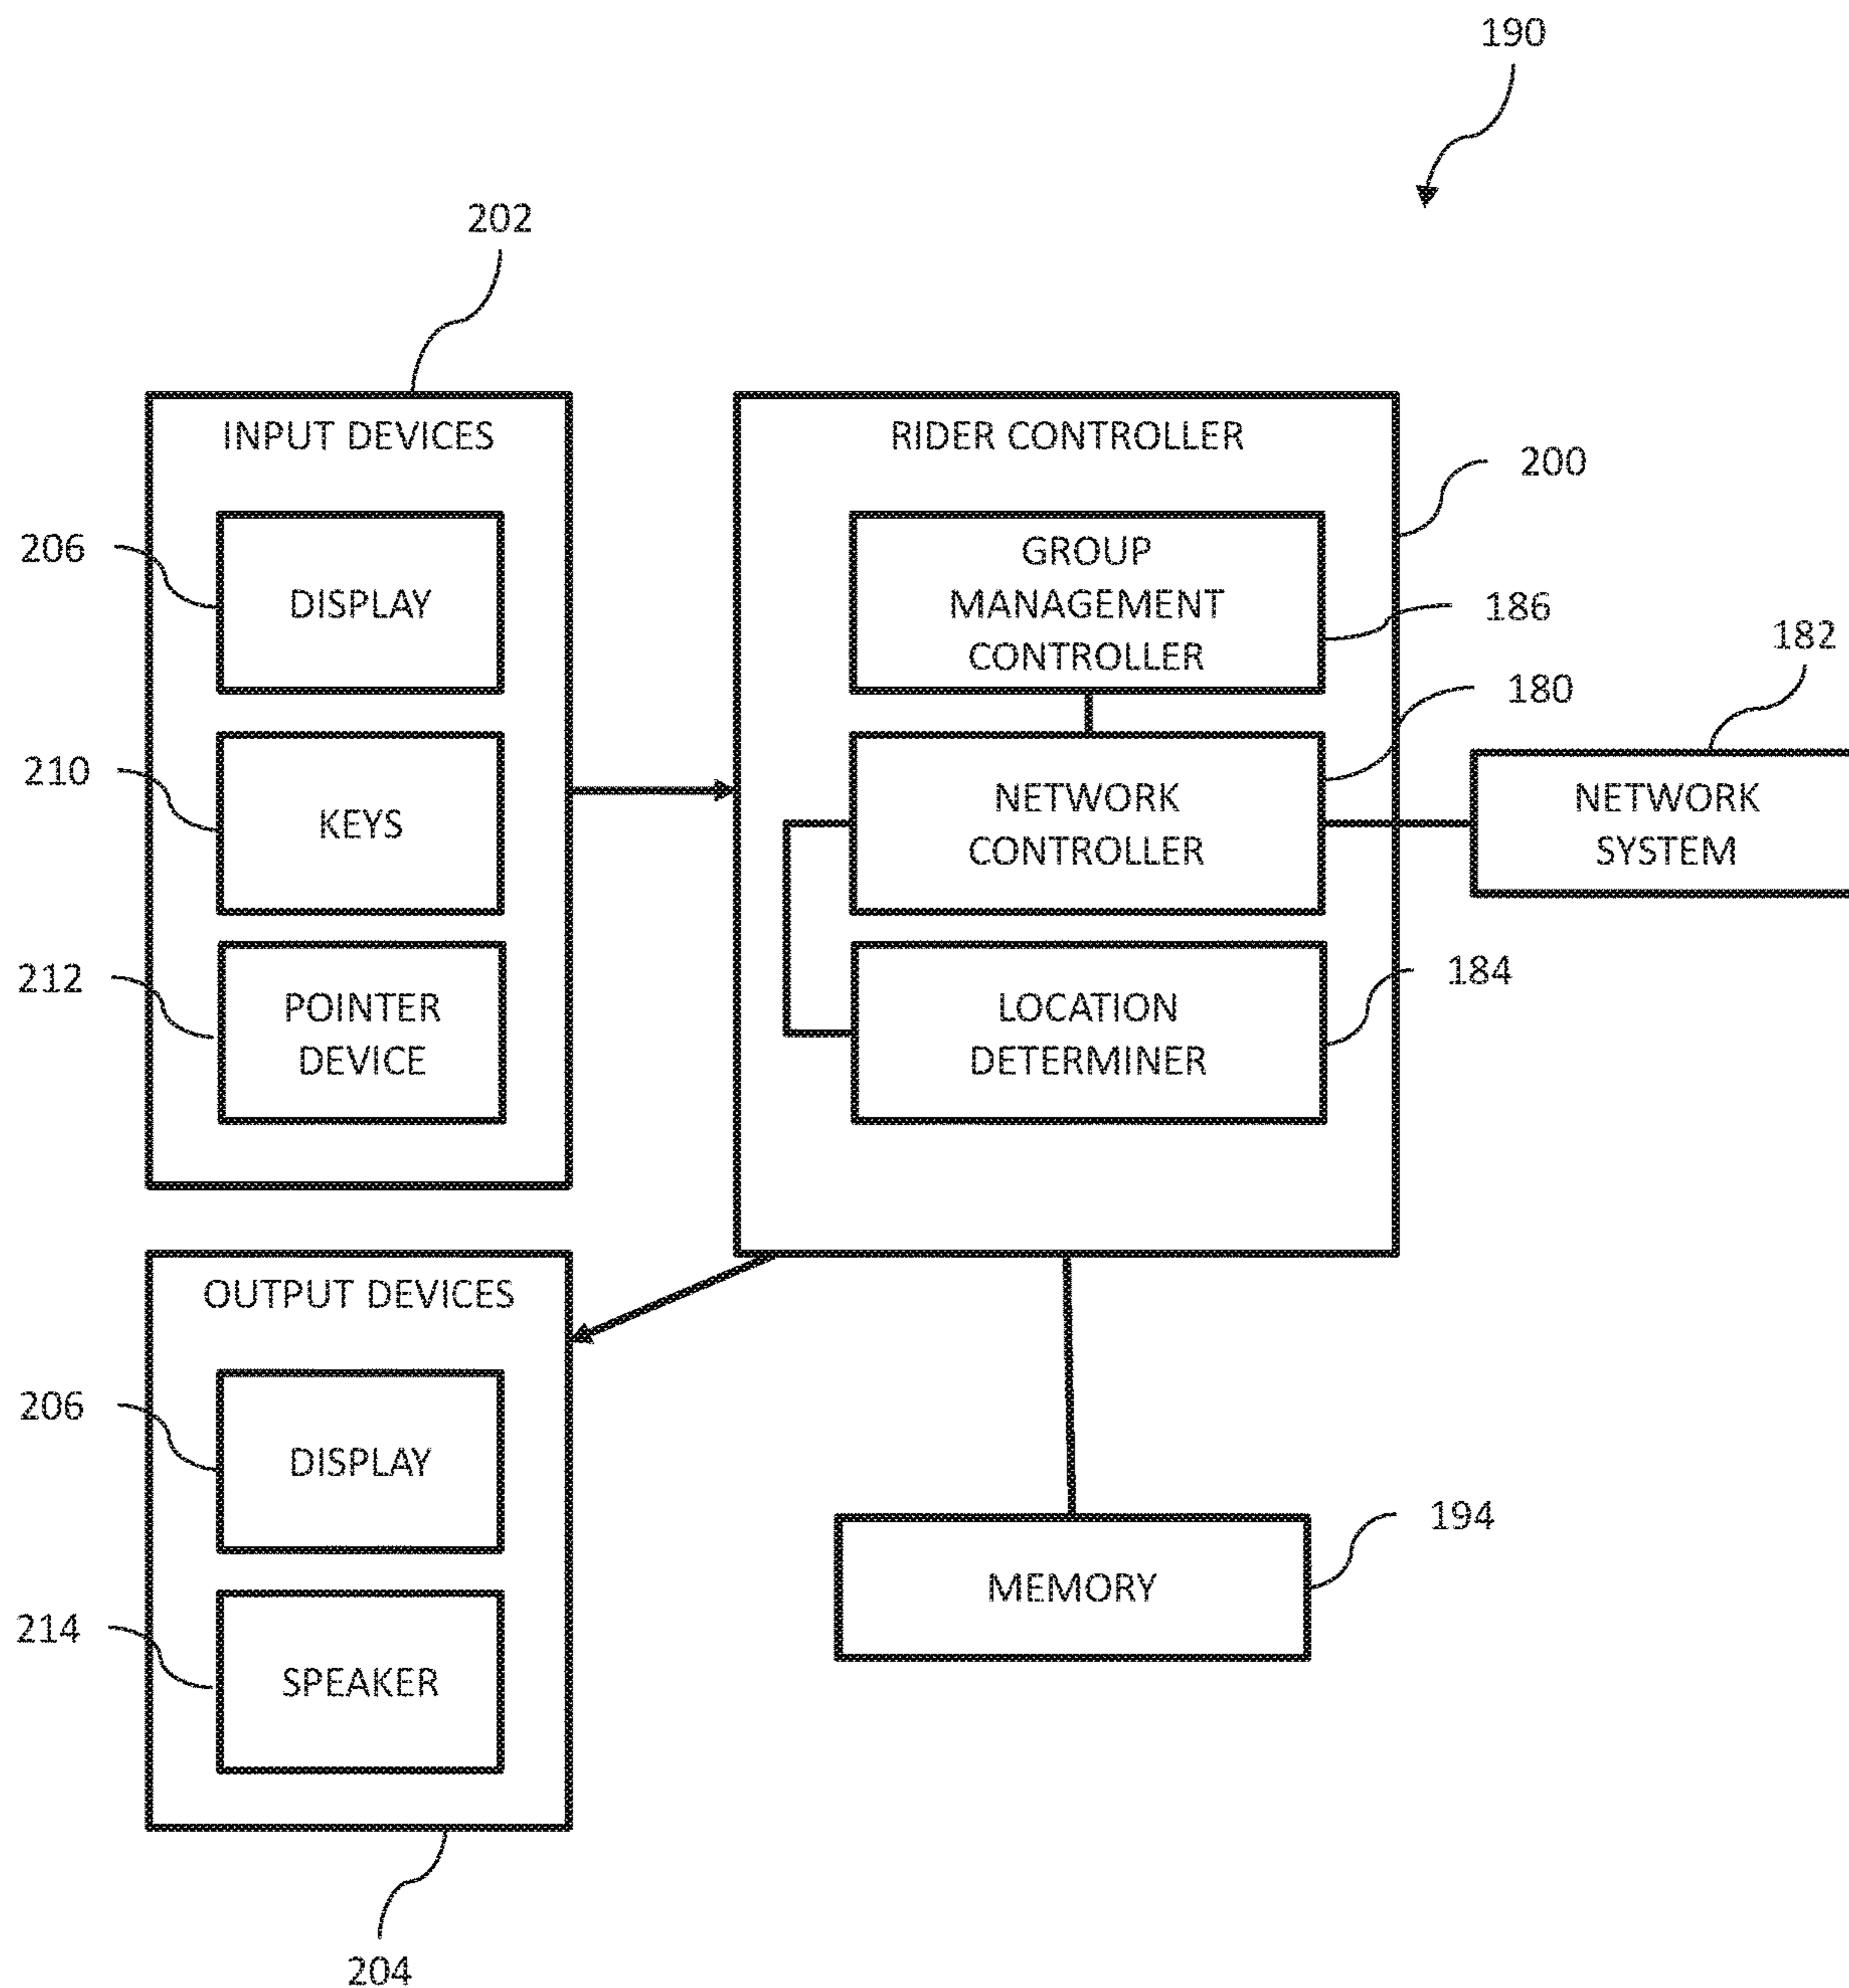 190
202
INPUT DEVICES
206
DISPLAY
210
KEYS
212
POINTER
DEVICE
RIDER CONTROLLER
200
GROUP
MANAGEMENT
CONTROLLER
186
180
NETWORK
CONTROLLER
182
NETWORK
SYSTEM
LOCATION
DETERMINER
184
OUTPUT DEVICES
206
DISPLAY
214
SPEAKER
204
MEMORY
194